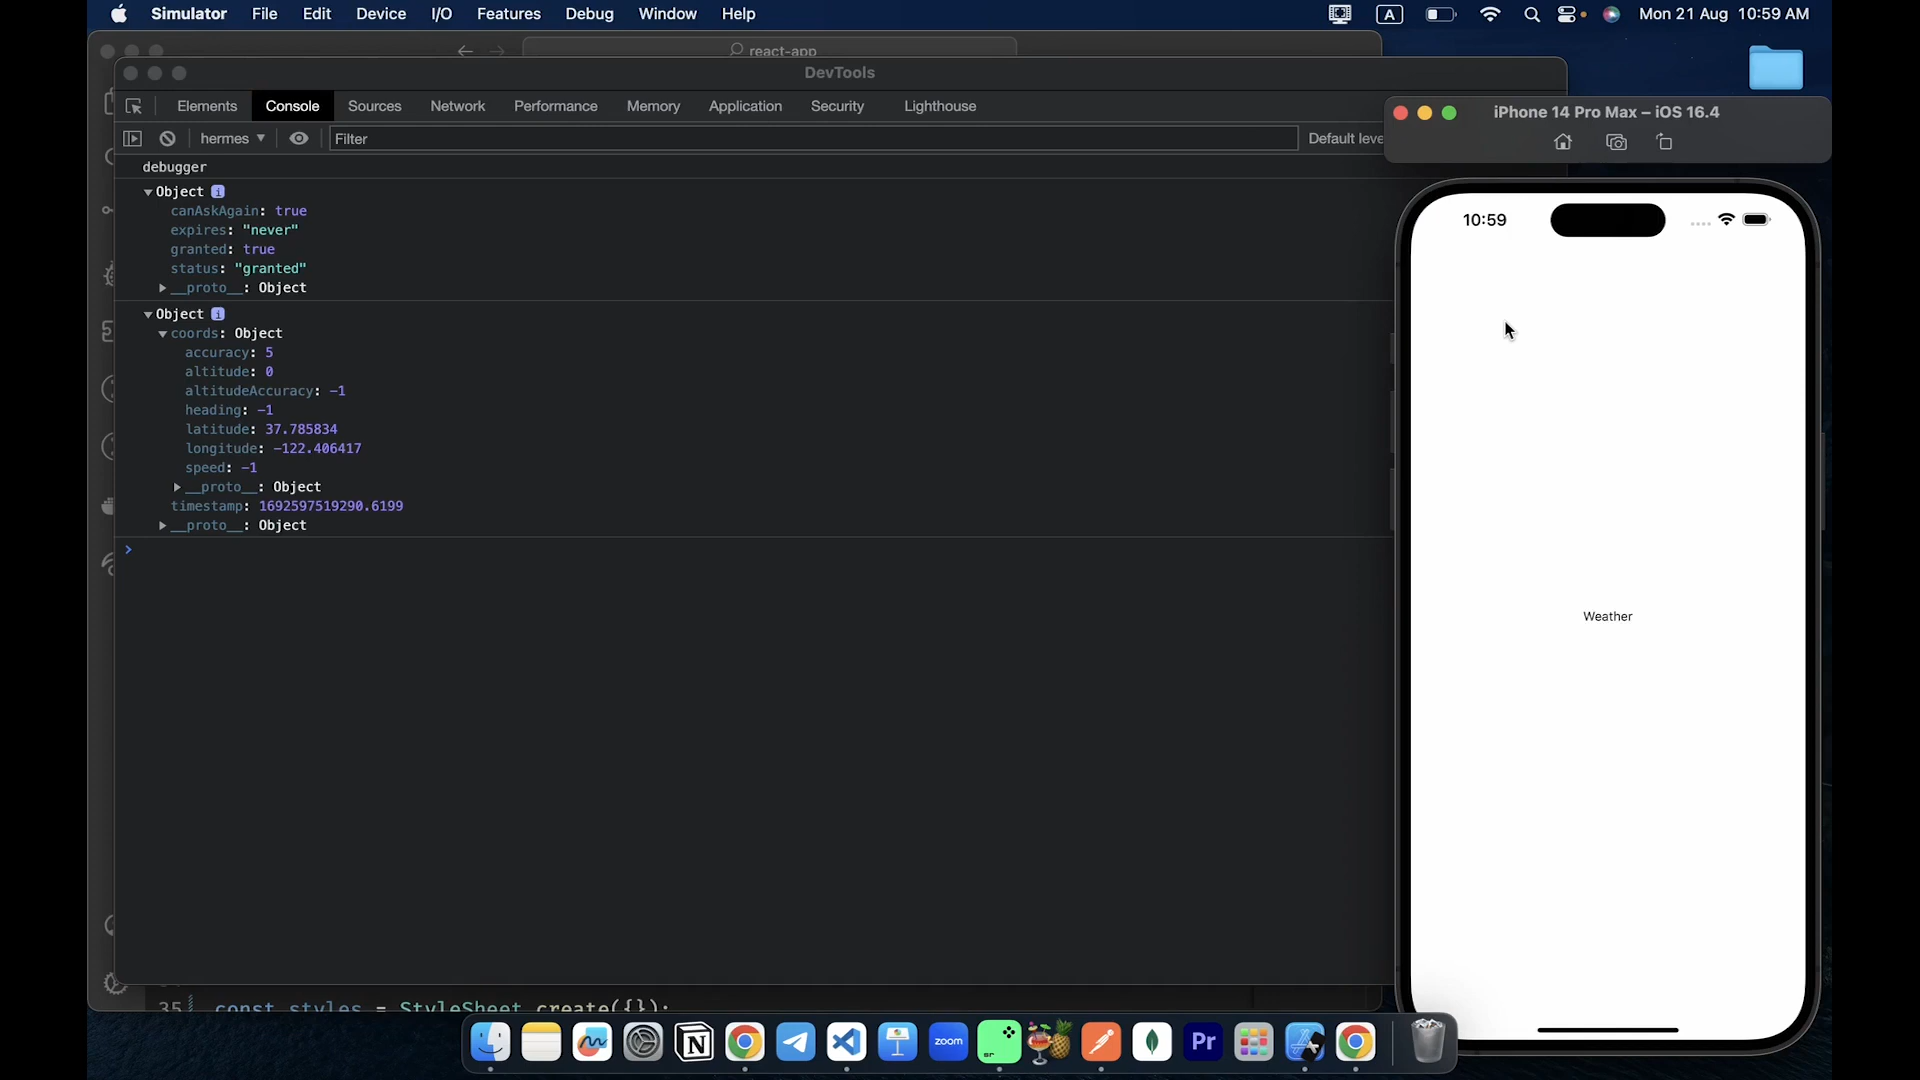 Simulator File Edit Device I/O Features Debug Window Help A Mon 21 Aug 10:59 AM
react-app
DevTools
Elements Console Sources Network Performance Memory Application Security Lighthouse
hermes Filter Default leve
iPhone 14 Pro Max – iOS 16.4
debugger
Object i
canAskAgain: true
expires: "never"
granted: true
status: "granted"
__proto__: Object
Object i
coords: Object
accuracy: 5
altitude: 0
altitudeAccuracy: -1
heading: -1
latitude: 37.785834
longitude: -122.406417
speed: -1
__proto__: Object
timestamp: 1692597519290.6199
__proto__: Object
10:59
Weather
35 const styles = StyleSheet.create({});
zoom
sr
Pr